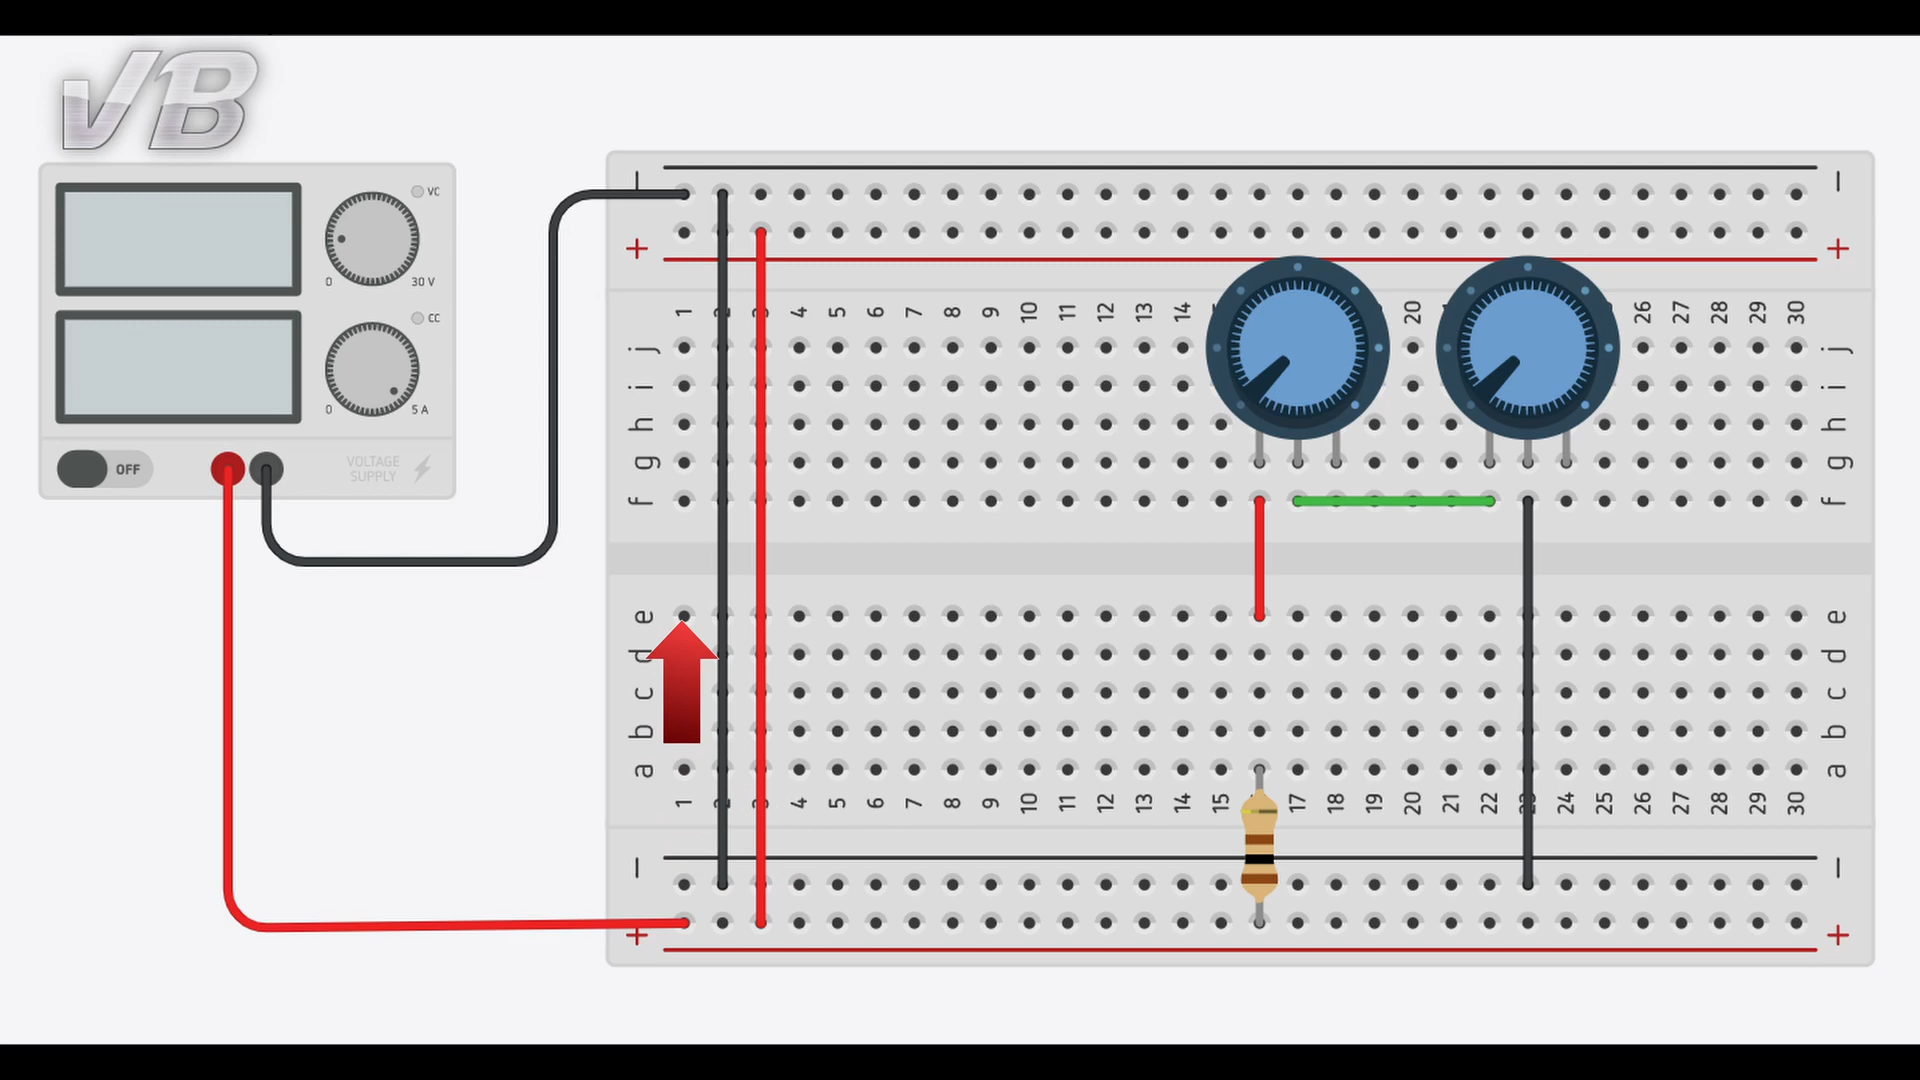 VB
VC
0 30 V
CC
0 5 A
OFF
VOLTAGE
SUPPLY
− −
+ +
1 2 3 4 5 6 7 8 9 10 11 12 13 14 20 26 27 28 29 30
j j
i i
h h
g g
f f
e e
d d
c c
b b
a a
1 2 3 4 5 6 7 8 9 10 11 12 13 14 15 17 18 19 20 21 22 23 24 25 26 27 28 29 30
− −
+ +